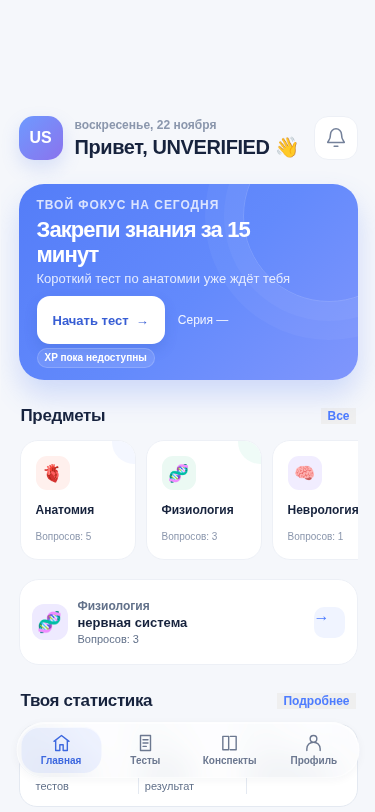 US
воскресенье, 22 ноября
Привет, UNVERIFIED 👋
ТВОЙ ФОКУС НА СЕГОДНЯ
Закрепи знания за 15
минут
Короткий тест по анатомии уже ждёт тебя
Начать тест →
Серия —
XP пока недоступны
Предметы
Все
Анатомия
Вопросов: 5
Физиология
Вопросов: 3
Неврология
Вопросов: 1
Физиология
нервная система
Вопросов: 3
→
Твоя статистика
Подробнее
Главная
Тесты
Конспекты
Профиль
тестов
результат